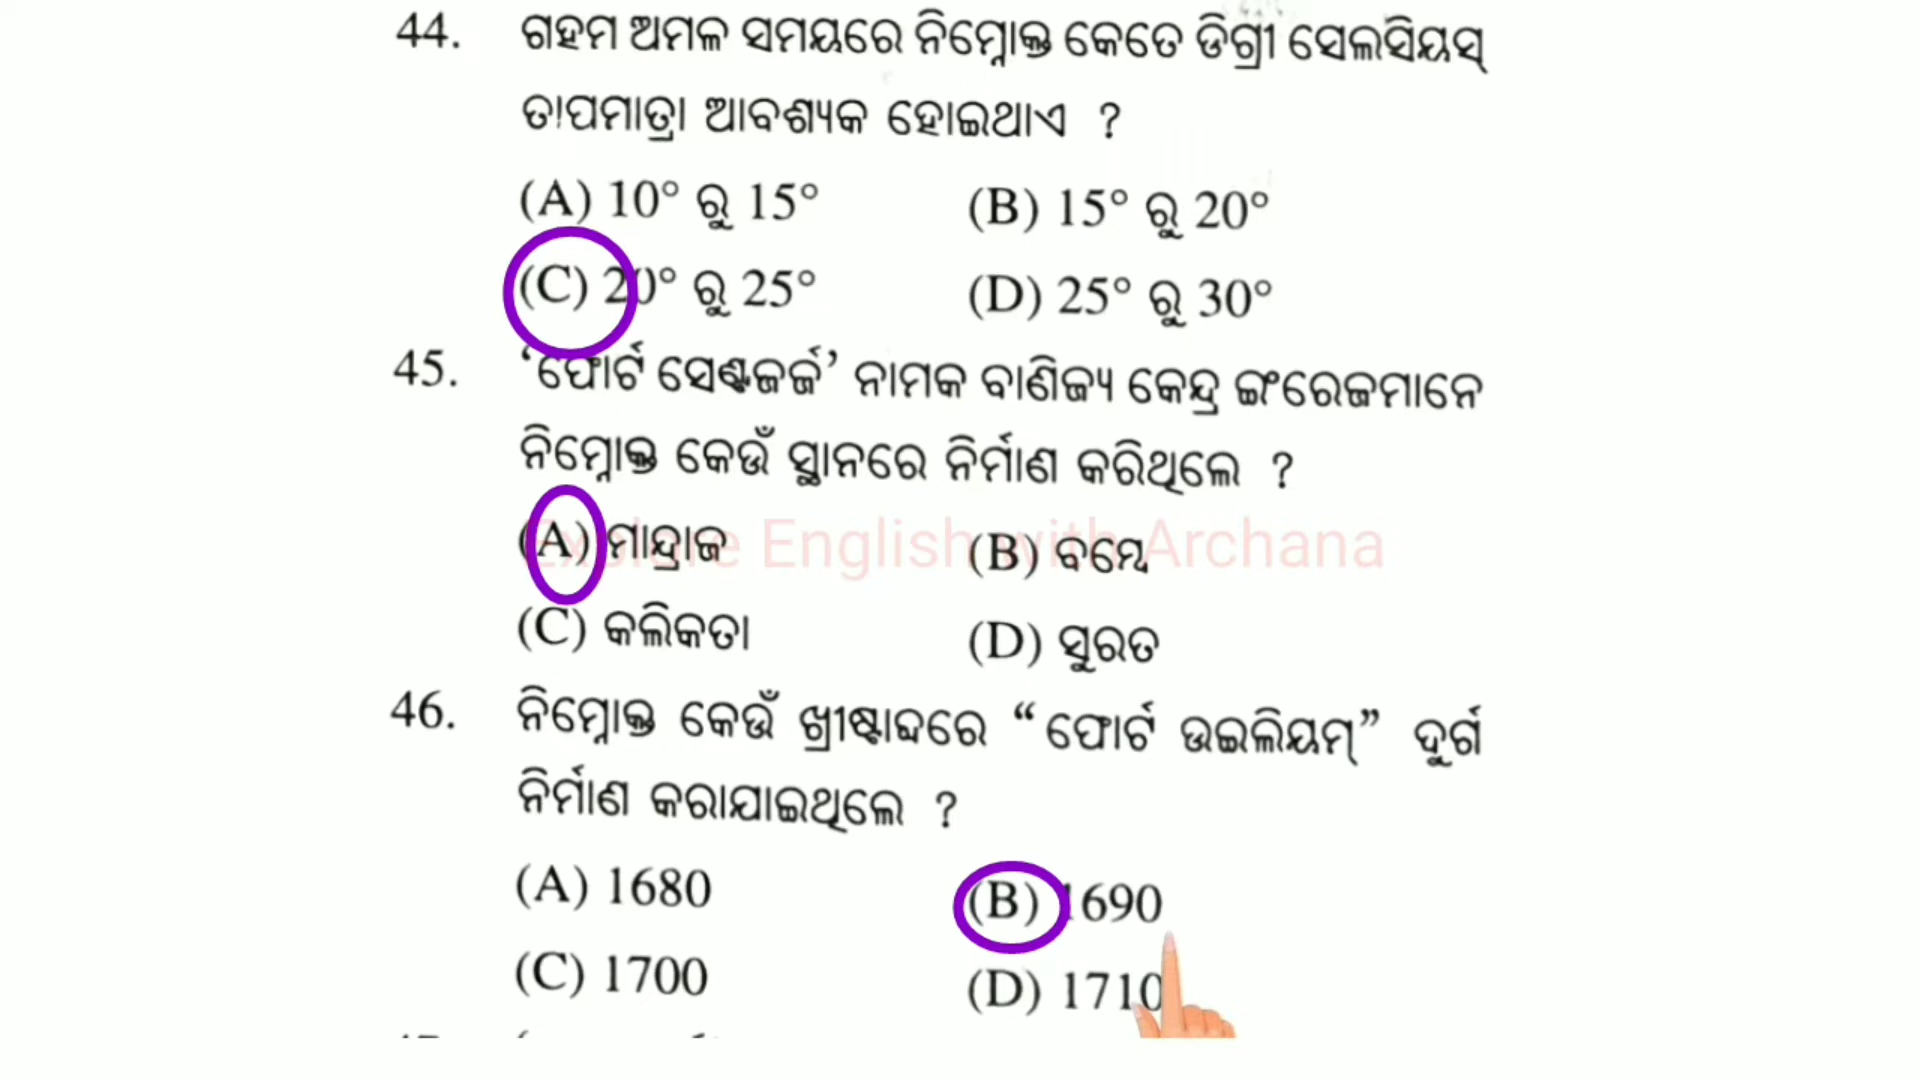 44. ଗହମ ଅମଳ ସମୟରେ ନିମ୍ନୋକ୍ତ କେତେ ଡିଗ୍ରୀ ସେଲସିୟସ୍
ତାପମାତ୍ରା ଆବଶ୍ୟକ ହୋଇଥାଏ ?
(A) 10° ରୁ 15° (B) 15° ରୁ 20°
(C) 20° ରୁ 25° (D) 25° ରୁ 30°
45. ‘ଫୋର୍ଟ ସେଣ୍ଟଜର୍ଜ’ ନାମକ ବାଣିଜ୍ୟ କେନ୍ଦ୍ର ଇଂରେଜମାନେ
ନିମ୍ନୋକ୍ତ କେଉଁ ସ୍ଥାନରେ ନିର୍ମାଣ କରିଥିଲେ ?
(A) ମାନ୍ଦ୍ରାଜ (B) ବମ୍ବେ
Explore English with Archana
(C) କଲିକତା (D) ସୁରତ
46. ନିମ୍ନୋକ୍ତ କେଉଁ ଖ୍ରୀଷ୍ଟାବ୍ଦରେ “ଫୋର୍ଟ ଉଇଲିୟମ୍” ଦୁର୍ଗ
ନିର୍ମାଣ କରାଯାଇଥିଲେ ?
(A) 1680 (B) 1690
(C) 1700 (D) 1710